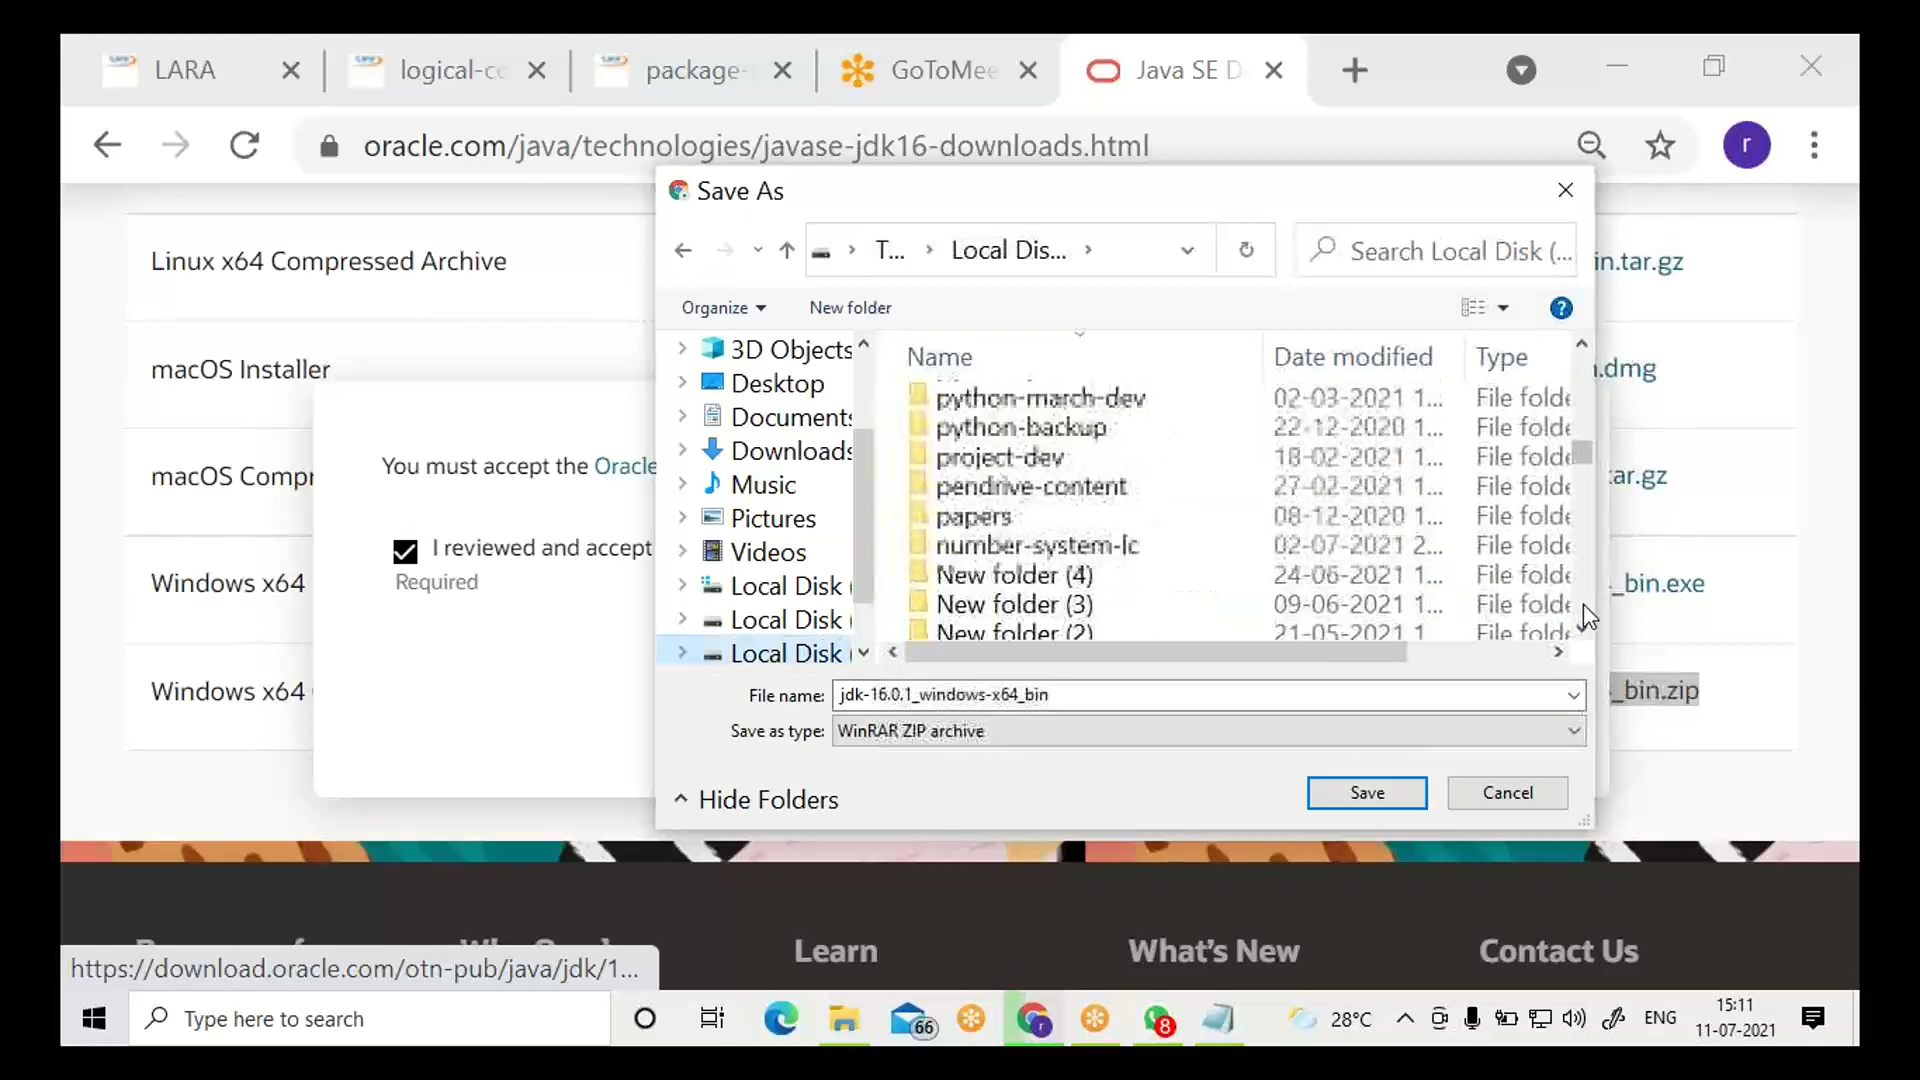 LARA
logical-co
package-
GoToMee
Java SE D
oracle.com/java/technologies/javase-jdk16-downloads.html
r
Save As
T...
Local Dis...
Search Local Disk (...
Organize
New folder
?
3D Objects
Desktop
Documents
Downloads
Music
Pictures
Videos
Local Disk (
Local Disk (
Local Disk (
Name
Date modified
Type
python-march-dev
02-03-2021 1...
File folde
python-backup
22-12-2020 1...
File folde
project-dev
18-02-2021 1...
File folde
pendrive-content
27-02-2021 1...
File folde
papers
08-12-2020 1...
File folde
number-system-lc
02-07-2021 2...
File folde
New folder (4)
24-06-2021 1...
File folde
New folder (3)
09-06-2021 1...
File folde
New folder (2)
21-05-2021 1
File folde
File name:
jdk-16.0.1_windows-x64_bin
Save as type:
WinRAR ZIP archive
Hide Folders
Save
Cancel
Linux x64 Compressed Archive
in.tar.gz
macOS Installer
.dmg
macOS Compr
.tar.gz
Windows x64
_bin.exe
Windows x64
_bin.zip
You must accept the Oracle
I reviewed and accept
Required
Learn
What's New
Contact Us
https://download.oracle.com/otn-pub/java/jdk/1...
Type here to search
66
r
8
28°C
ENG
15:11
11-07-2021